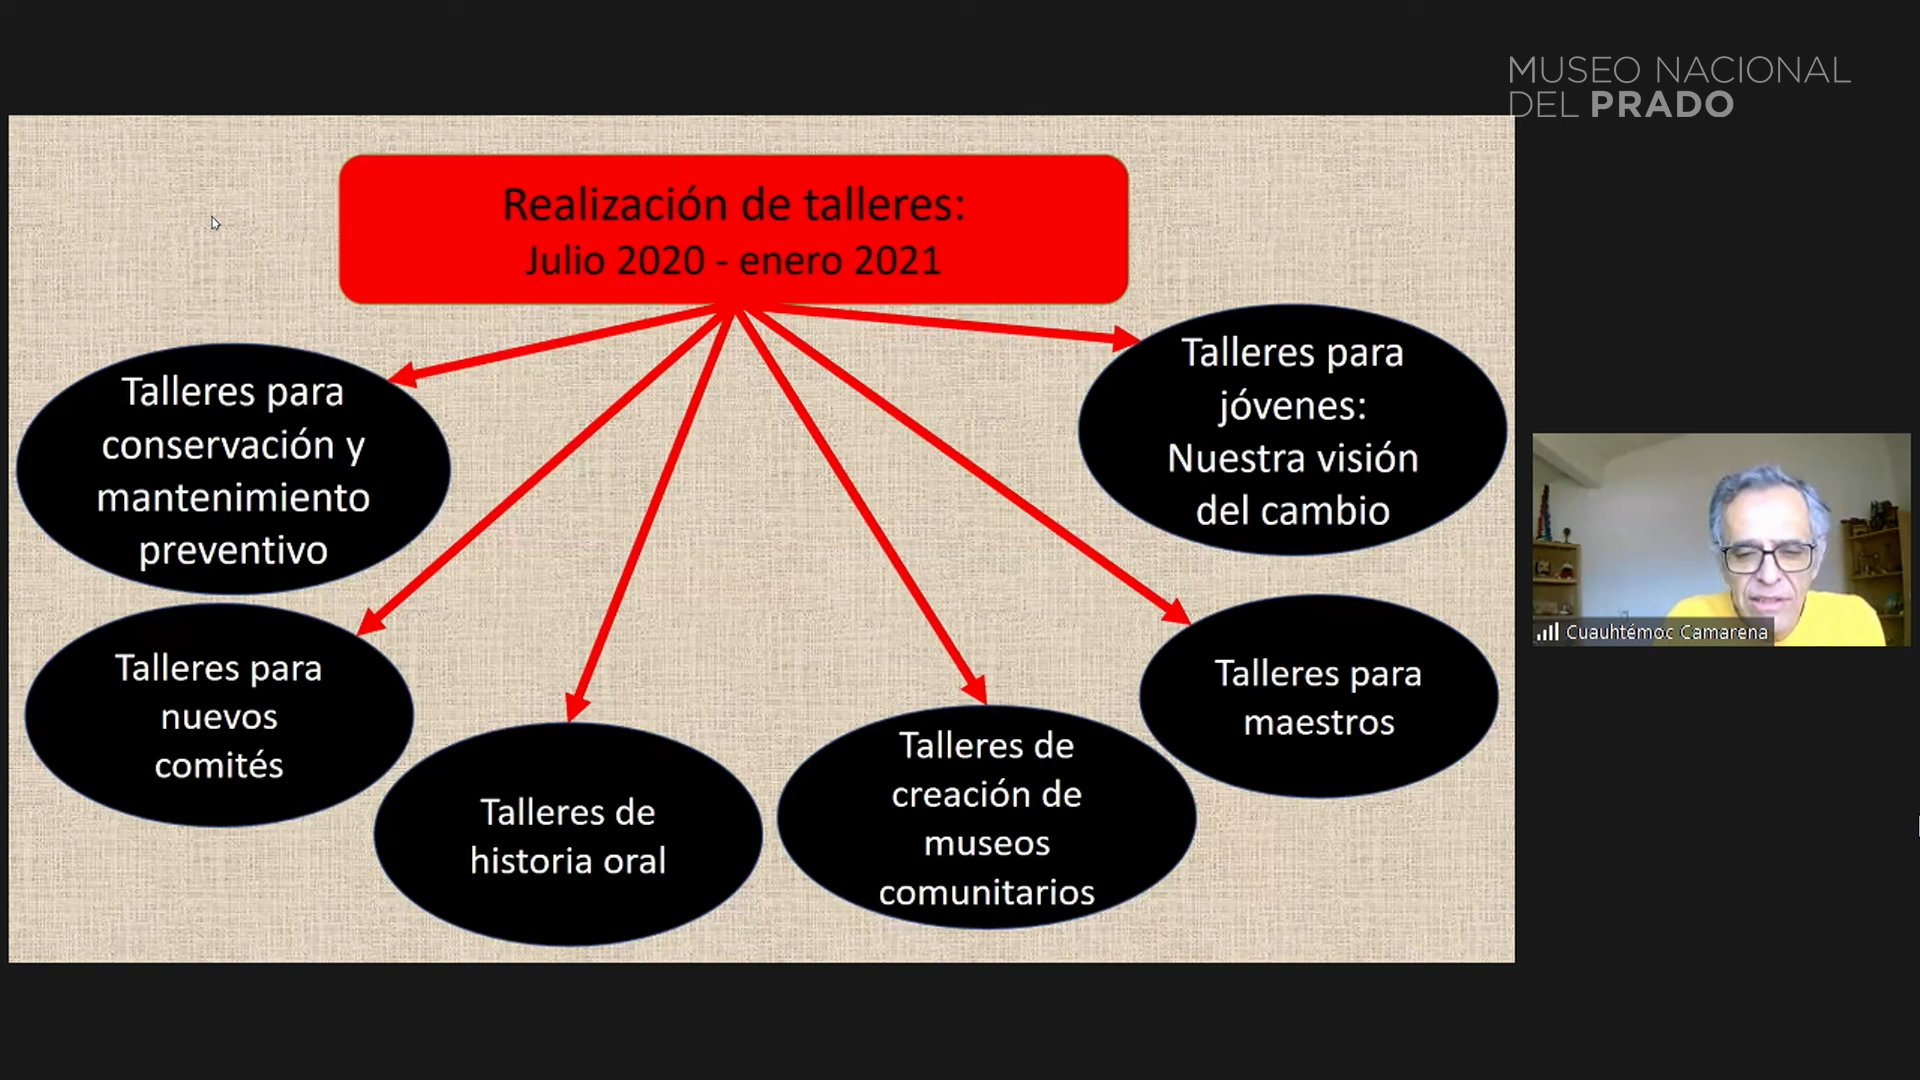 MUSEO NACIONAL
DEL PRADO
Realización de talleres:
Julio 2020 - enero 2021
Talleres para
conservación y
mantenimiento
preventivo
Talleres para
nuevos
comités
Talleres de
historia oral
Talleres de
creación de
museos
comunitarios
Talleres para
maestros
Talleres para
jóvenes:
Nuestra visión
del cambio
Cuauhtémoc Camarena